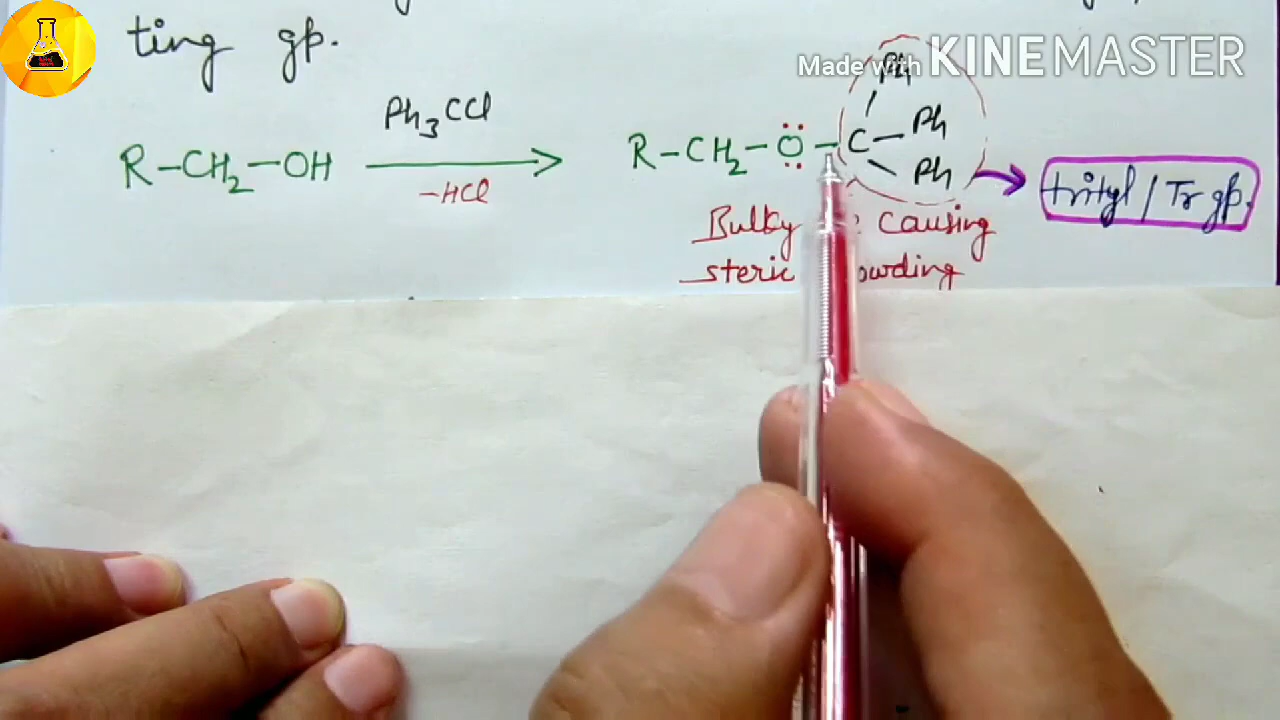 ting gp.
Made with KINEMASTER
Ph₃CCl
R-CH₂-OH
-HCl
R-CH₂-O-C-Ph
Ph
Ph
trityl / Tr gp.
Bulky causing
steric